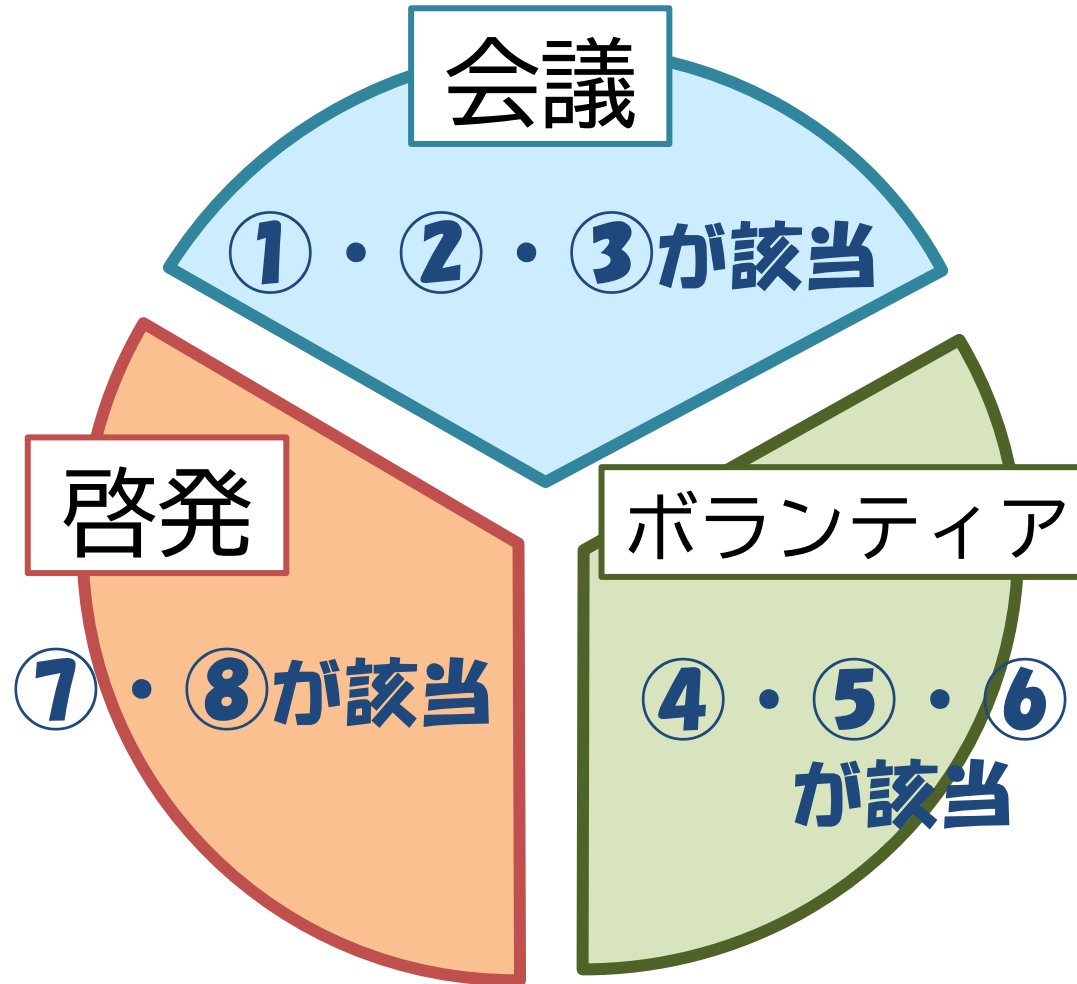 会議
①・②・③が該当
啓発
⑦・⑧が該当
ボランティア
④・⑤・⑥
が該当